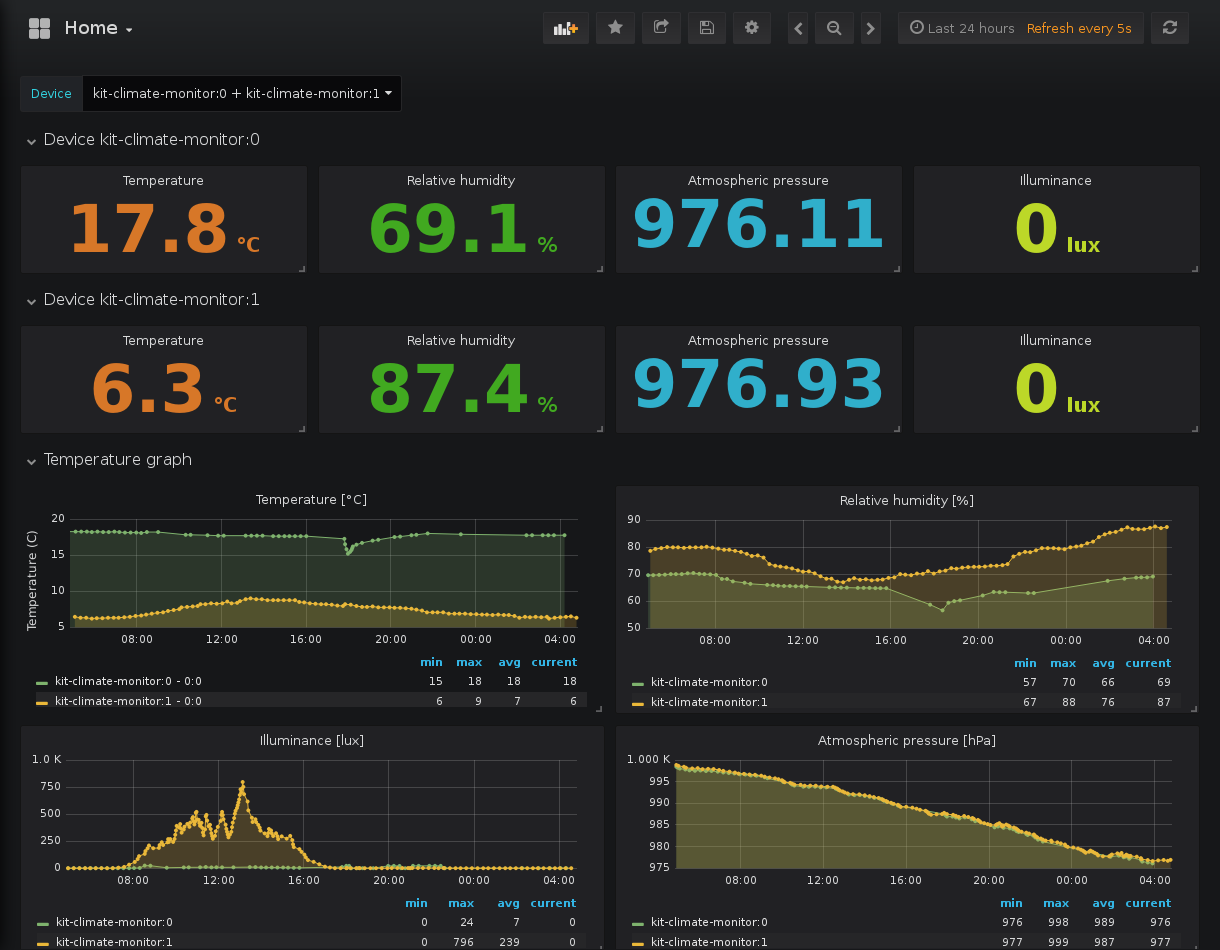 Home
Last 24 hours Refresh every 5s
Device kit-climate-monitor:0 + kit-climate-monitor:1
Device kit-climate-monitor:0
Temperature Relative humidity Atmospheric pressure Illuminance
17.8 °C 69.1 % 976.11 0 lux
Device kit-climate-monitor:1
Temperature Relative humidity Atmospheric pressure Illuminance
6.3 °C 87.4 % 976.93 0 lux
Temperature graph
Temperature [°C]
Temperature (C)
20
15
10
5
08:00 12:00 16:00 20:00 00:00 04:00
min max avg current
kit-climate-monitor:0 - 0:0 15 18 18 18
kit-climate-monitor:1 - 0:0 6 9 7 6
Relative humidity [%]
90
80
70
60
50
08:00 12:00 16:00 20:00 00:00 04:00
min max avg current
kit-climate-monitor:0 57 70 66 69
kit-climate-monitor:1 67 88 76 87
Illuminance [lux]
1.0 K
750
500
250
0
08:00 12:00 16:00 20:00 00:00 04:00
min max avg current
kit-climate-monitor:0 0 24 7 0
kit-climate-monitor:1 0 796 239 0
Atmospheric pressure [hPa]
1.000 K
995
990
985
980
975
08:00 12:00 16:00 20:00 00:00 04:00
min max avg current
kit-climate-monitor:0 976 998 989 976
kit-climate-monitor:1 977 999 987 977